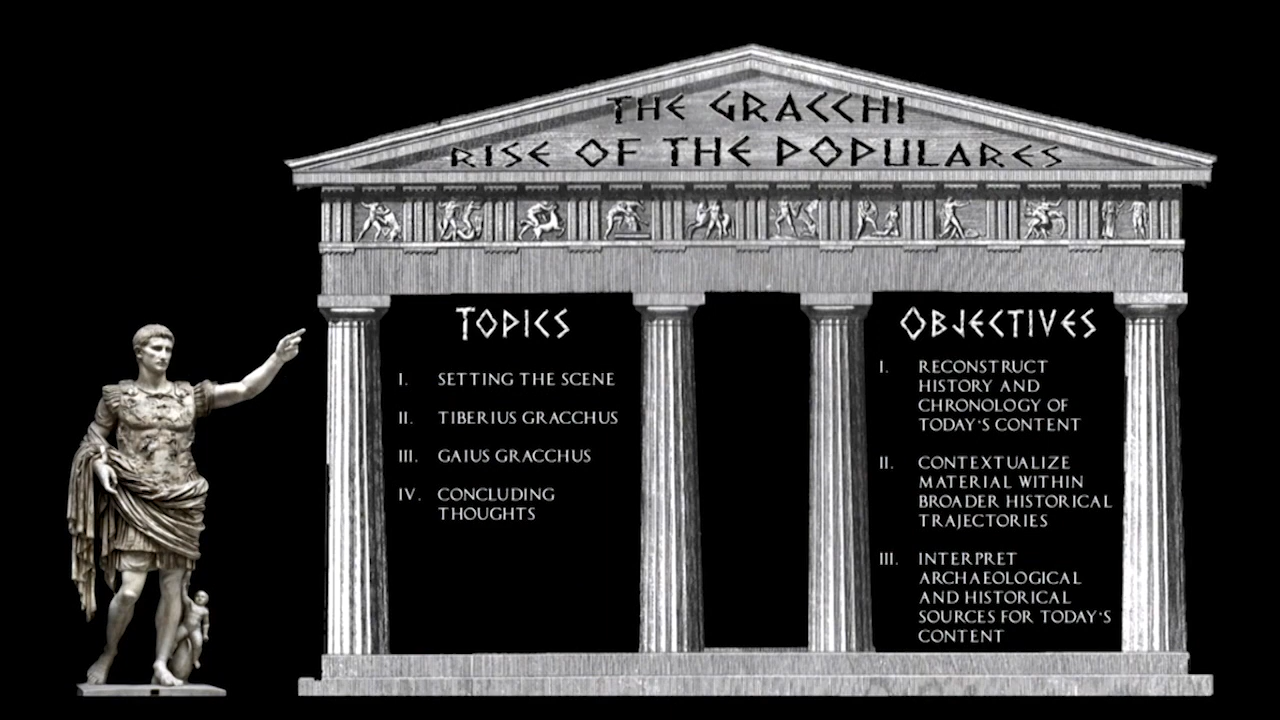 THE GRACCHI
RISE OF THE POPULARES
TOPICS
I. SETTING THE SCENE
II. TIBERIUS GRACCHUS
III. GAIUS GRACCHUS
IV. CONCLUDING
THOUGHTS
OBJECTIVES
I. RECONSTRUCT
HISTORY AND
CHRONOLOGY OF
TODAY'S CONTENT
II. CONTEXTUALIZE
MATERIAL WITHIN
BROADER HISTORICAL
TRAJECTORIES
III. INTERPRET
ARCHAEOLOGICAL
AND HISTORICAL
SOURCES FOR TODAY'S
CONTENT